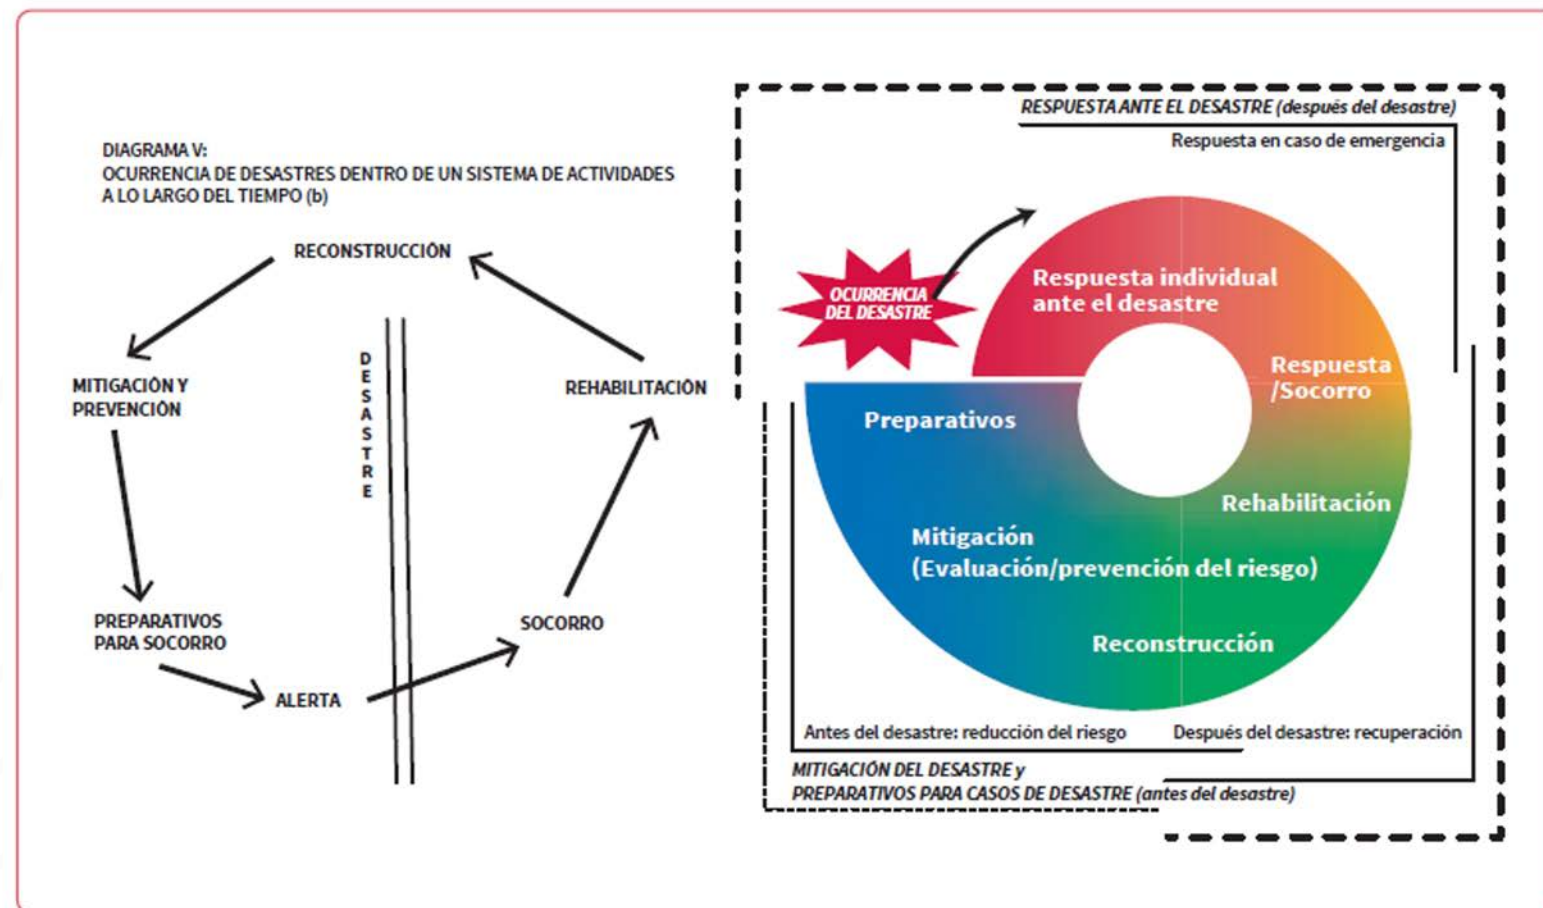 DIAGRAMA V:
OCURRENCIA DE DESASTRES DENTRO DE UN SISTEMA DE ACTIVIDADES
A LO LARGO DEL TIEMPO (b)
RECONSTRUCCIÓN
MITIGACIÓN Y
PREVENCIÓN
DESASTRE
REHABILITACIÓN
PREPARATIVOS
PARA SOCORRO
SOCORRO
ALERTA
RESPUESTA ANTE EL DESASTRE (después del desastre)
Respuesta en caso de emergencia
OCURRENCIA
DEL DESASTRE
Respuesta individual
ante el desastre
Respuesta
/Socorro
Preparativos
Rehabilitación
Mitigación
(Evaluación/prevención del riesgo)
Reconstrucción
Antes del desastre: reducción del riesgo
Después del desastre: recuperación
MITIGACIÓN DEL DESASTRE y
PREPARATIVOS PARA CASOS DE DESASTRE (antes del desastre)